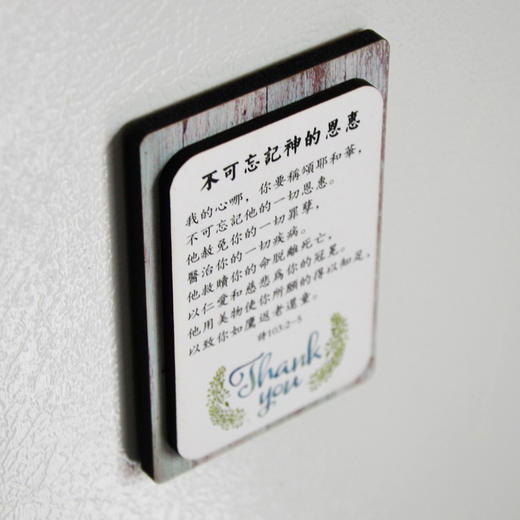 不可忘記神的恩惠
我的心哪，你要稱頌耶和華，
不可忘記他的一切恩惠。
他赦免你的一切罪孽，
醫治你的一切疾病。
他救贖你的命脫離死亡，
以仁愛和慈悲為你的冠冕。
他用美物使你所願的得以知足，
以致你如鷹返老還童。
詩103:2-5
Thank
you